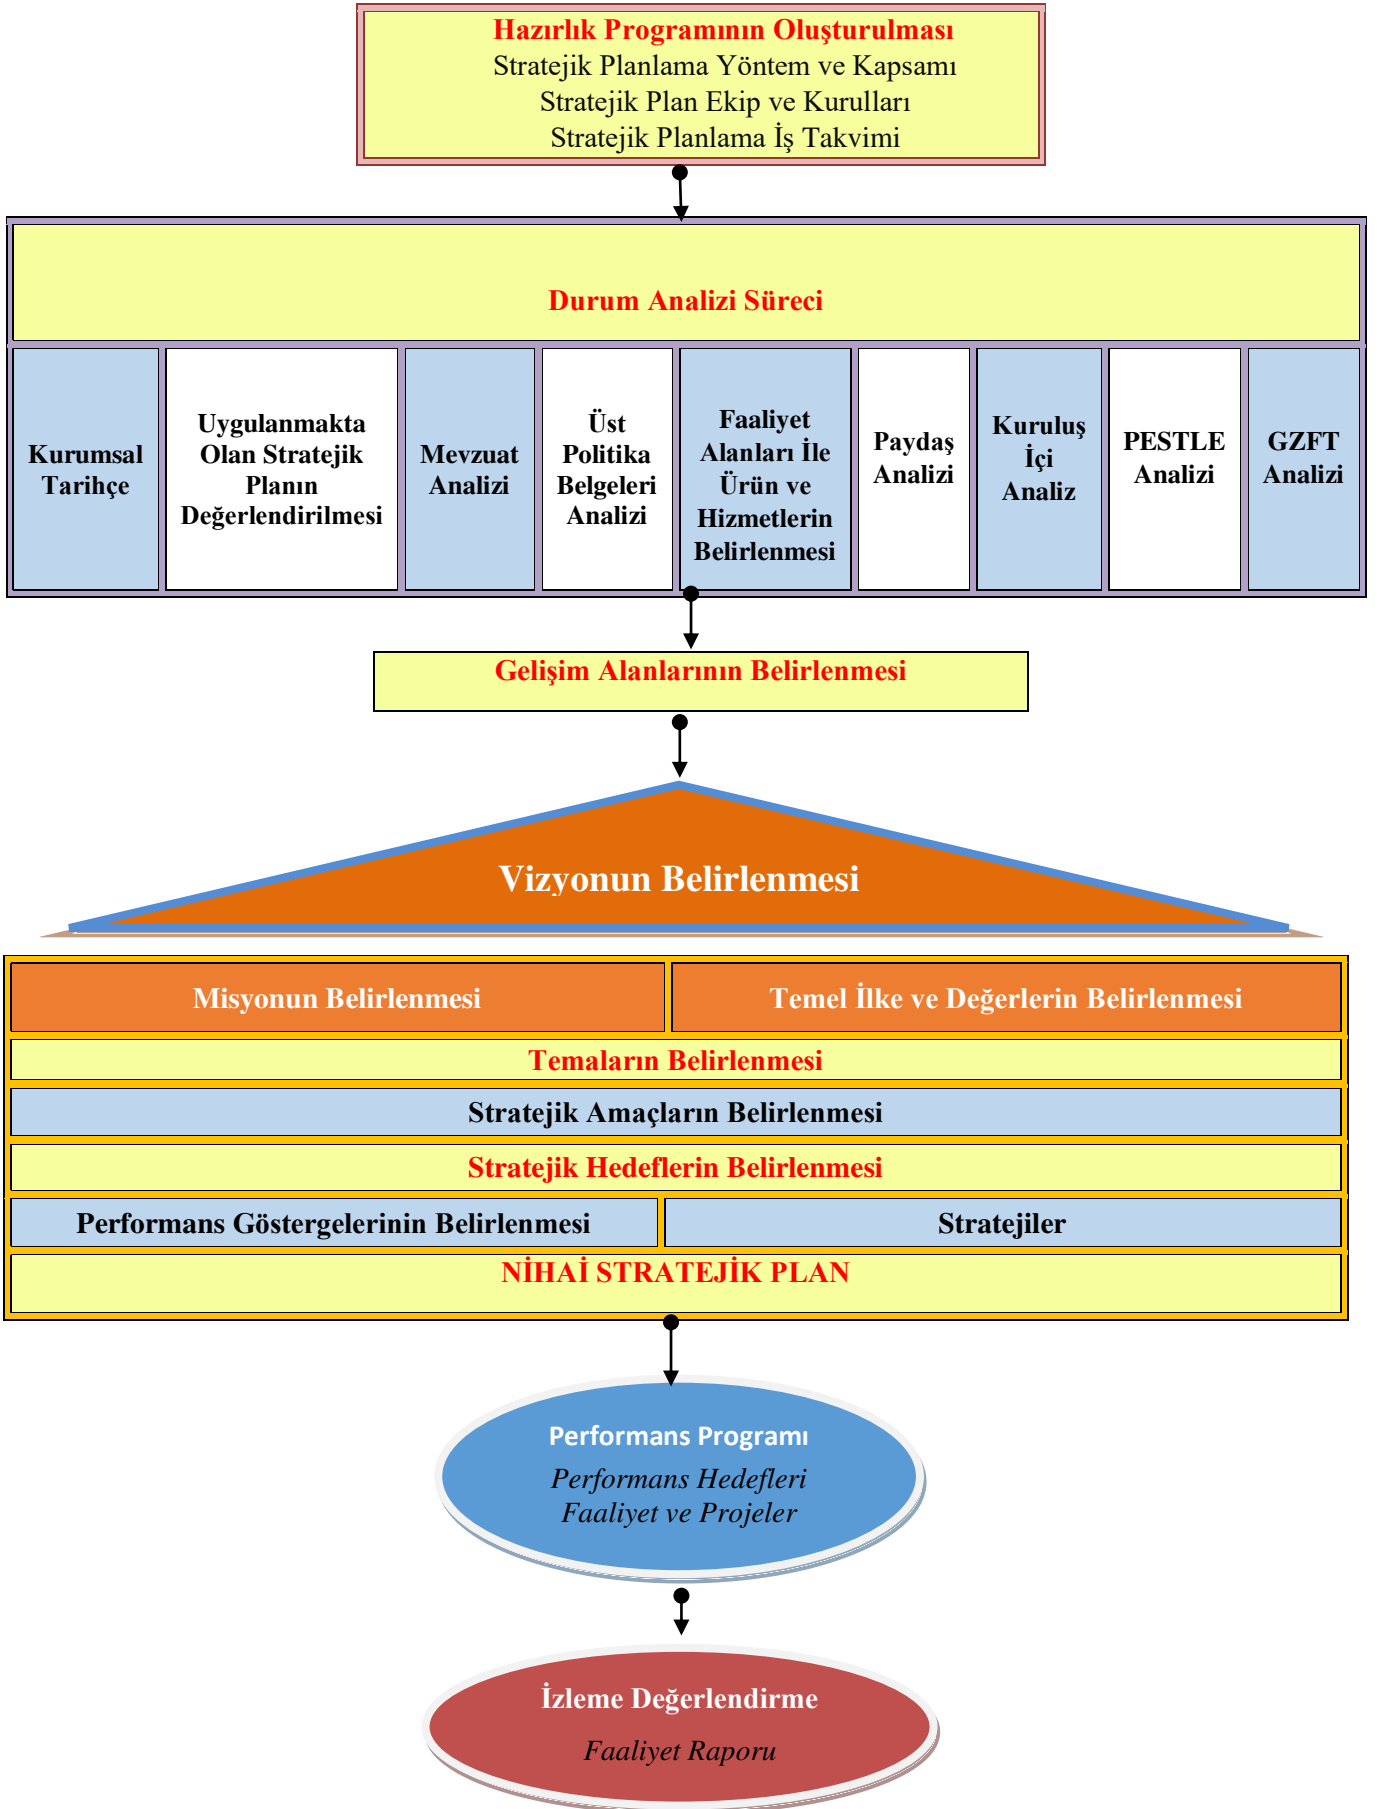 Hazırlık Programının Oluşturulması
Stratejik Planlama Yöntem ve Kapsamı
Stratejik Plan Ekip ve Kurulları
Stratejik Planlama İş Takvimi
Durum Analizi Süreci
Kurumsal
Tarihçe
Uygulanmakta
Olan Stratejik
Planın
Değerlendirilmesi
Mevzuat
Analizi
Üst
Politika
Belgeleri
Analizi
Faaliyet
Alanları İle
Ürün ve
Hizmetlerin
Belirlenmesi
Paydaş
Analizi
Kuruluş
İçi
Analiz
PESTLE
Analizi
GZFT
Analizi
Gelişim Alanlarının Belirlenmesi
Vizyonun Belirlenmesi
Misyonun Belirlenmesi
Temel İlke ve Değerlerin Belirlenmesi
Temaların Belirlenmesi
Stratejik Amaçların Belirlenmesi
Stratejik Hedeflerin Belirlenmesi
Performans Göstergelerinin Belirlenmesi
Stratejiler
NİHAİ STRATEJİK PLAN
Performans Programı
Performans Hedefleri
Faaliyet ve Projeler
İzleme Değerlendirme
Faaliyet Raporu